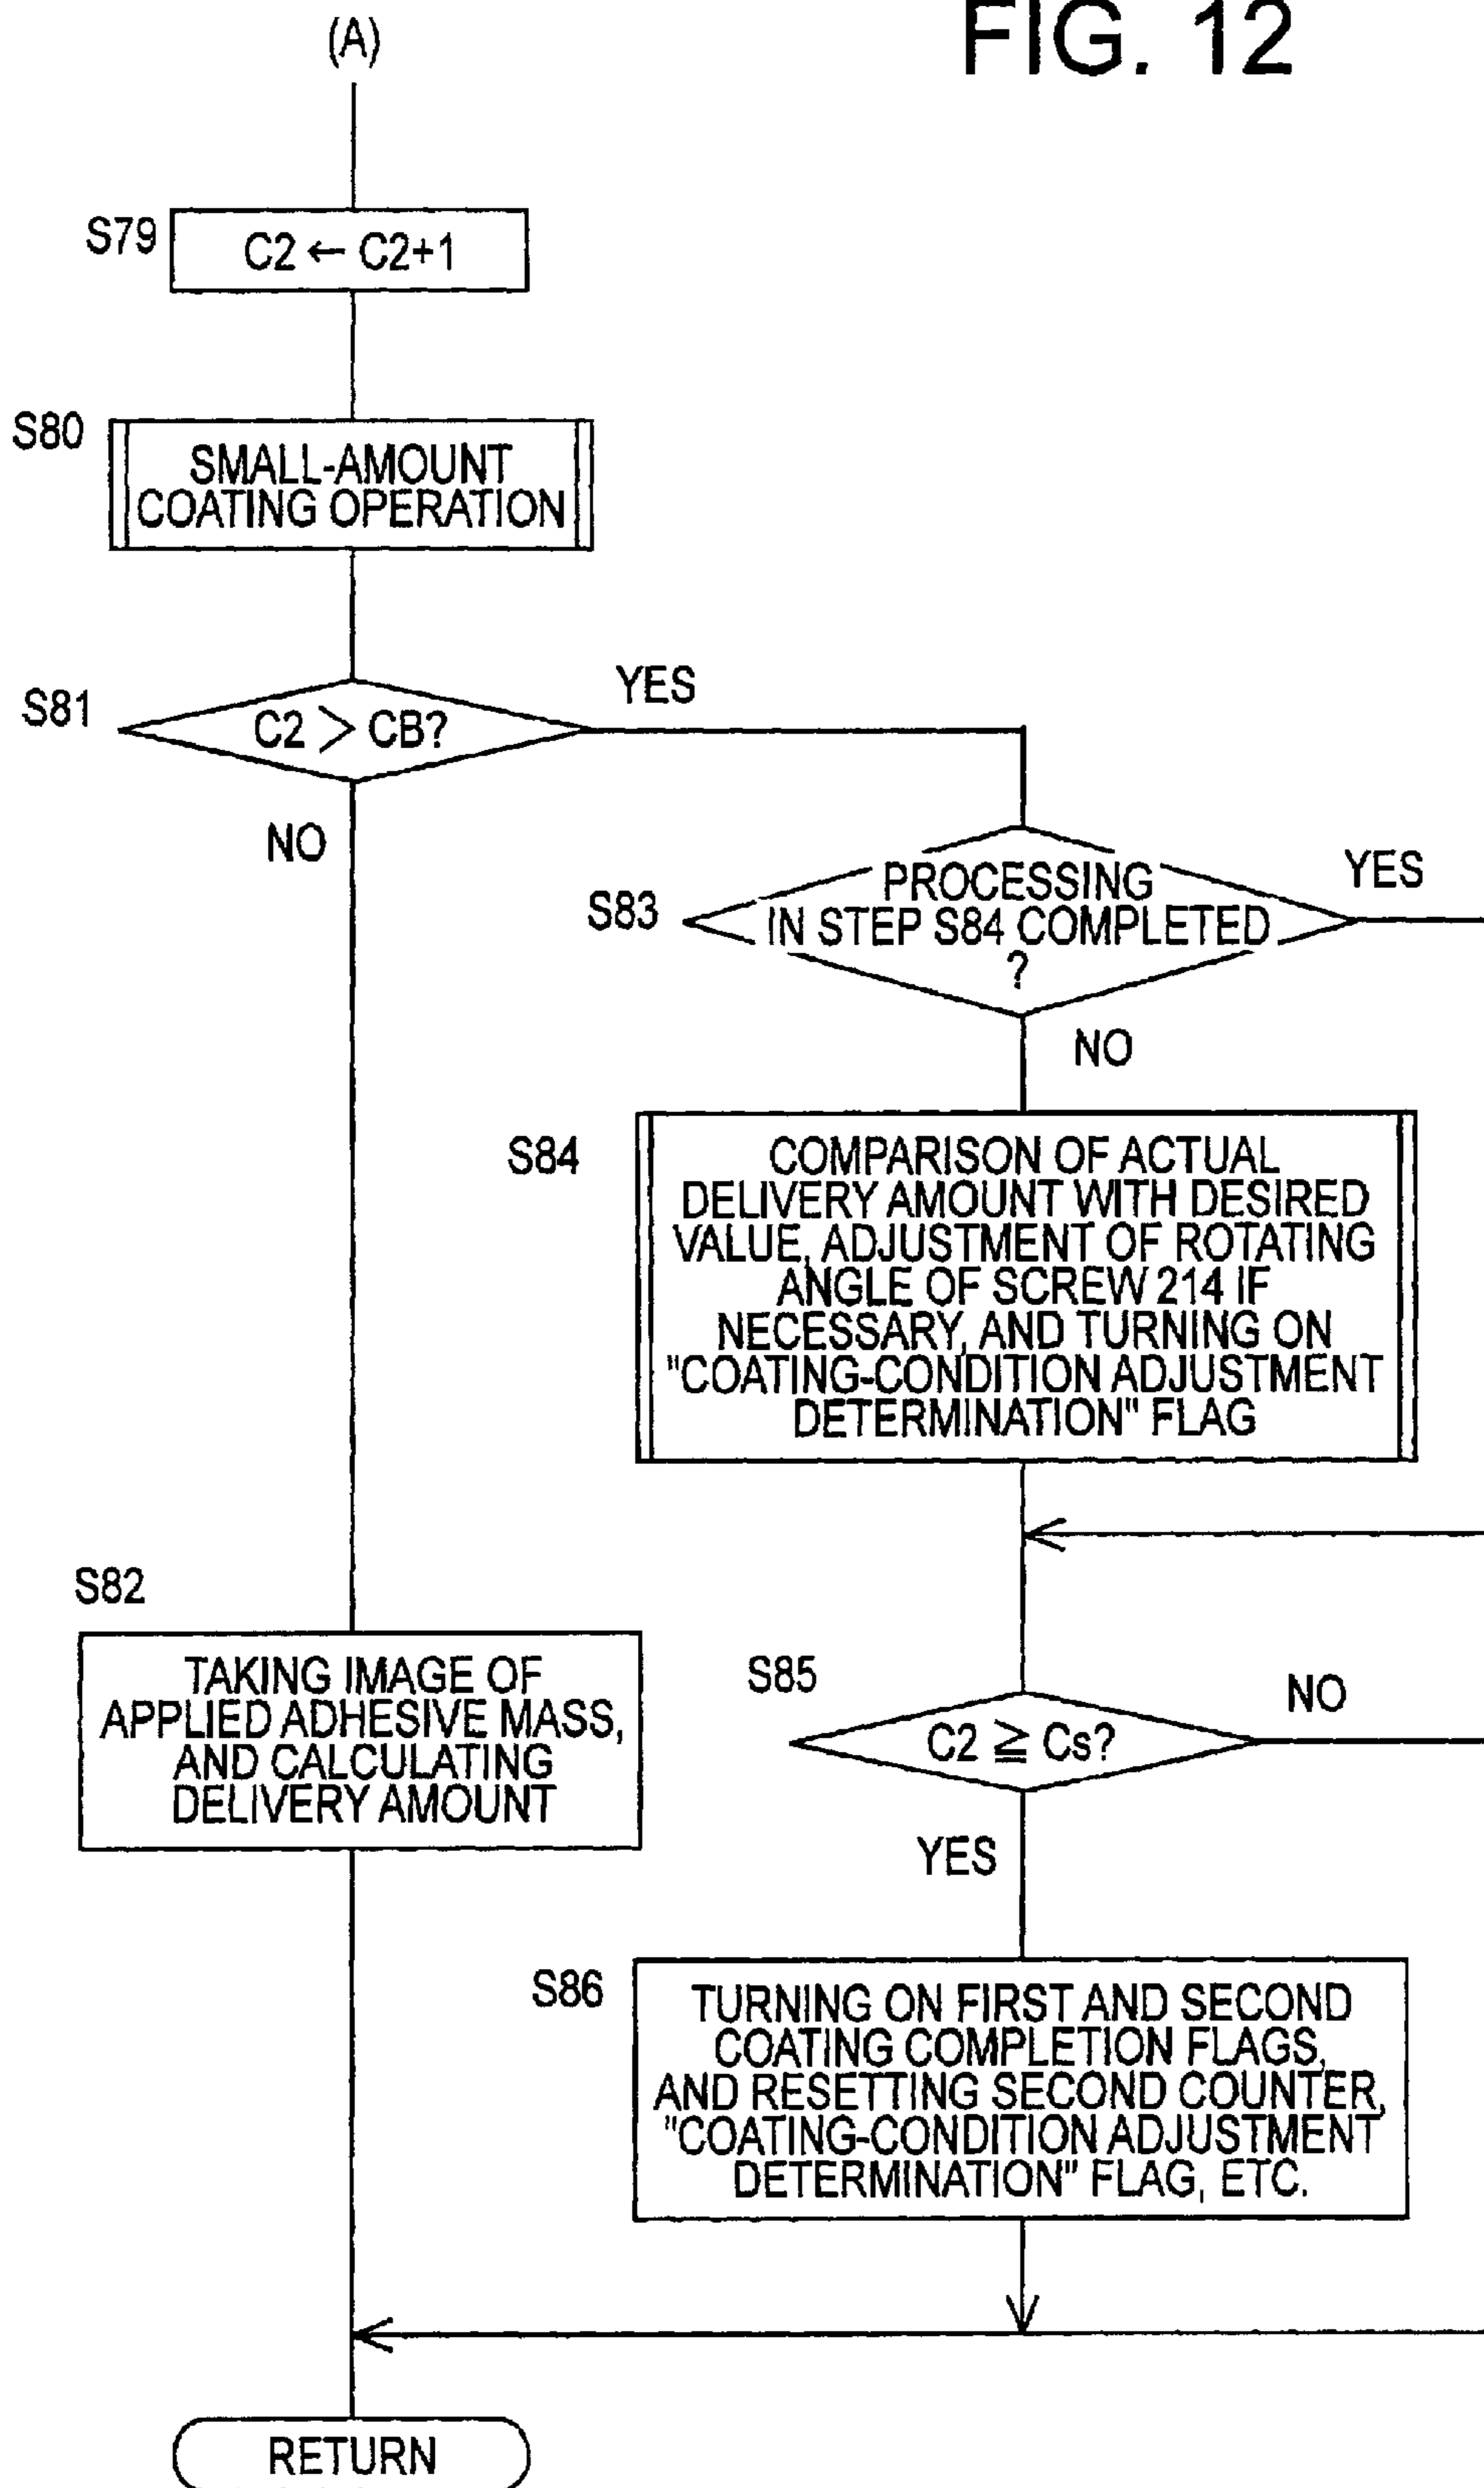 FIG. 12
(A)
S79
C2 ← C2+1
S80
SMALL-AMOUNT
COATING OPERATION
S81
C2 > CB?
YES
NO
S83
PROCESSING
IN STEP S84 COMPLETED
?
YES
NO
S84
COMPARISON OF ACTUAL
DELIVERY AMOUNT WITH DESIRED
VALUE, ADJUSTMENT OF ROTATING
ANGLE OF SCREW 214 IF
NECESSARY, AND TURNING ON
"COATING-CONDITION ADJUSTMENT
DETERMINATION" FLAG
S82
TAKING IMAGE OF
APPLIED ADHESIVE MASS,
AND CALCULATING
DELIVERY AMOUNT
S85
C2 ≧ Cs?
NO
YES
S86
TURNING ON FIRST AND SECOND
COATING COMPLETION FLAGS,
AND RESETTING SECOND COUNTER,
"COATING-CONDITION ADJUSTMENT
DETERMINATION" FLAG, ETC.
RETURN